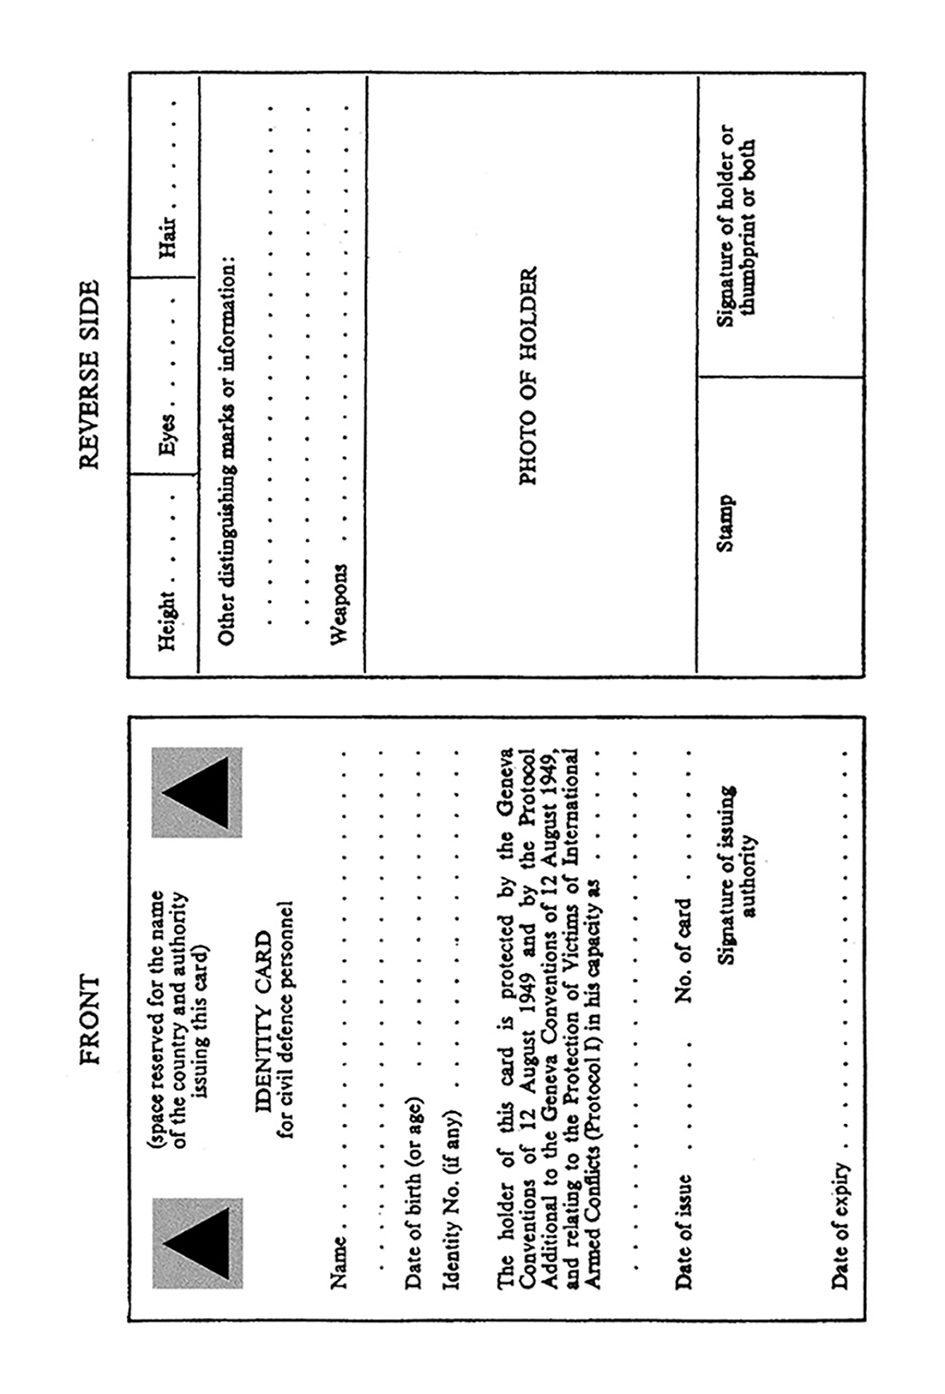 FRONT
(space reserved for the name
of the country and authority
issuing this card)
IDENTITY CARD
for civil defence personnel
Name . . . . . . . . . . . . . . . . . . . . . . . . . . . . .
. . . . . . . . . . . . . . . . . . . . . . . . . . . . . . .
Date of birth (or age) . . . . . . . . . . . . . . . . . . .
Identity No. (if any) . . . . . . . . . . . . . . . . . . . .
The holder of this card is protected by the Geneva
Conventions of 12 August 1949 and by the Protocol
Additional to the Geneva Conventions of 12 August 1949,
and relating to the Protection of Victims of International
Armed Conflicts (Protocol I) in his capacity as . . . . . . .
. . . . . . . . . . . . . . . . . . . . . . . . . . . . . . .
Date of issue . . . . . . . No. of card . . . . . . . .
Signature of issuing
authority
Date of expiry . . . . . . . . . . . . . . . . . . . . . . .
REVERSE SIDE
Height . . . . . Eyes . . . . . . Hair . . . . . .
Other distinguishing marks or information:
. . . . . . . . . . . . . . . . . . . . . . . . . . . . . .
. . . . . . . . . . . . . . . . . . . . . . . . . . . . . .
Weapons . . . . . . . . . . . . . . . . . . . . . . . . . .
PHOTO OF HOLDER
Stamp
Signature of holder or
thumbprint or both